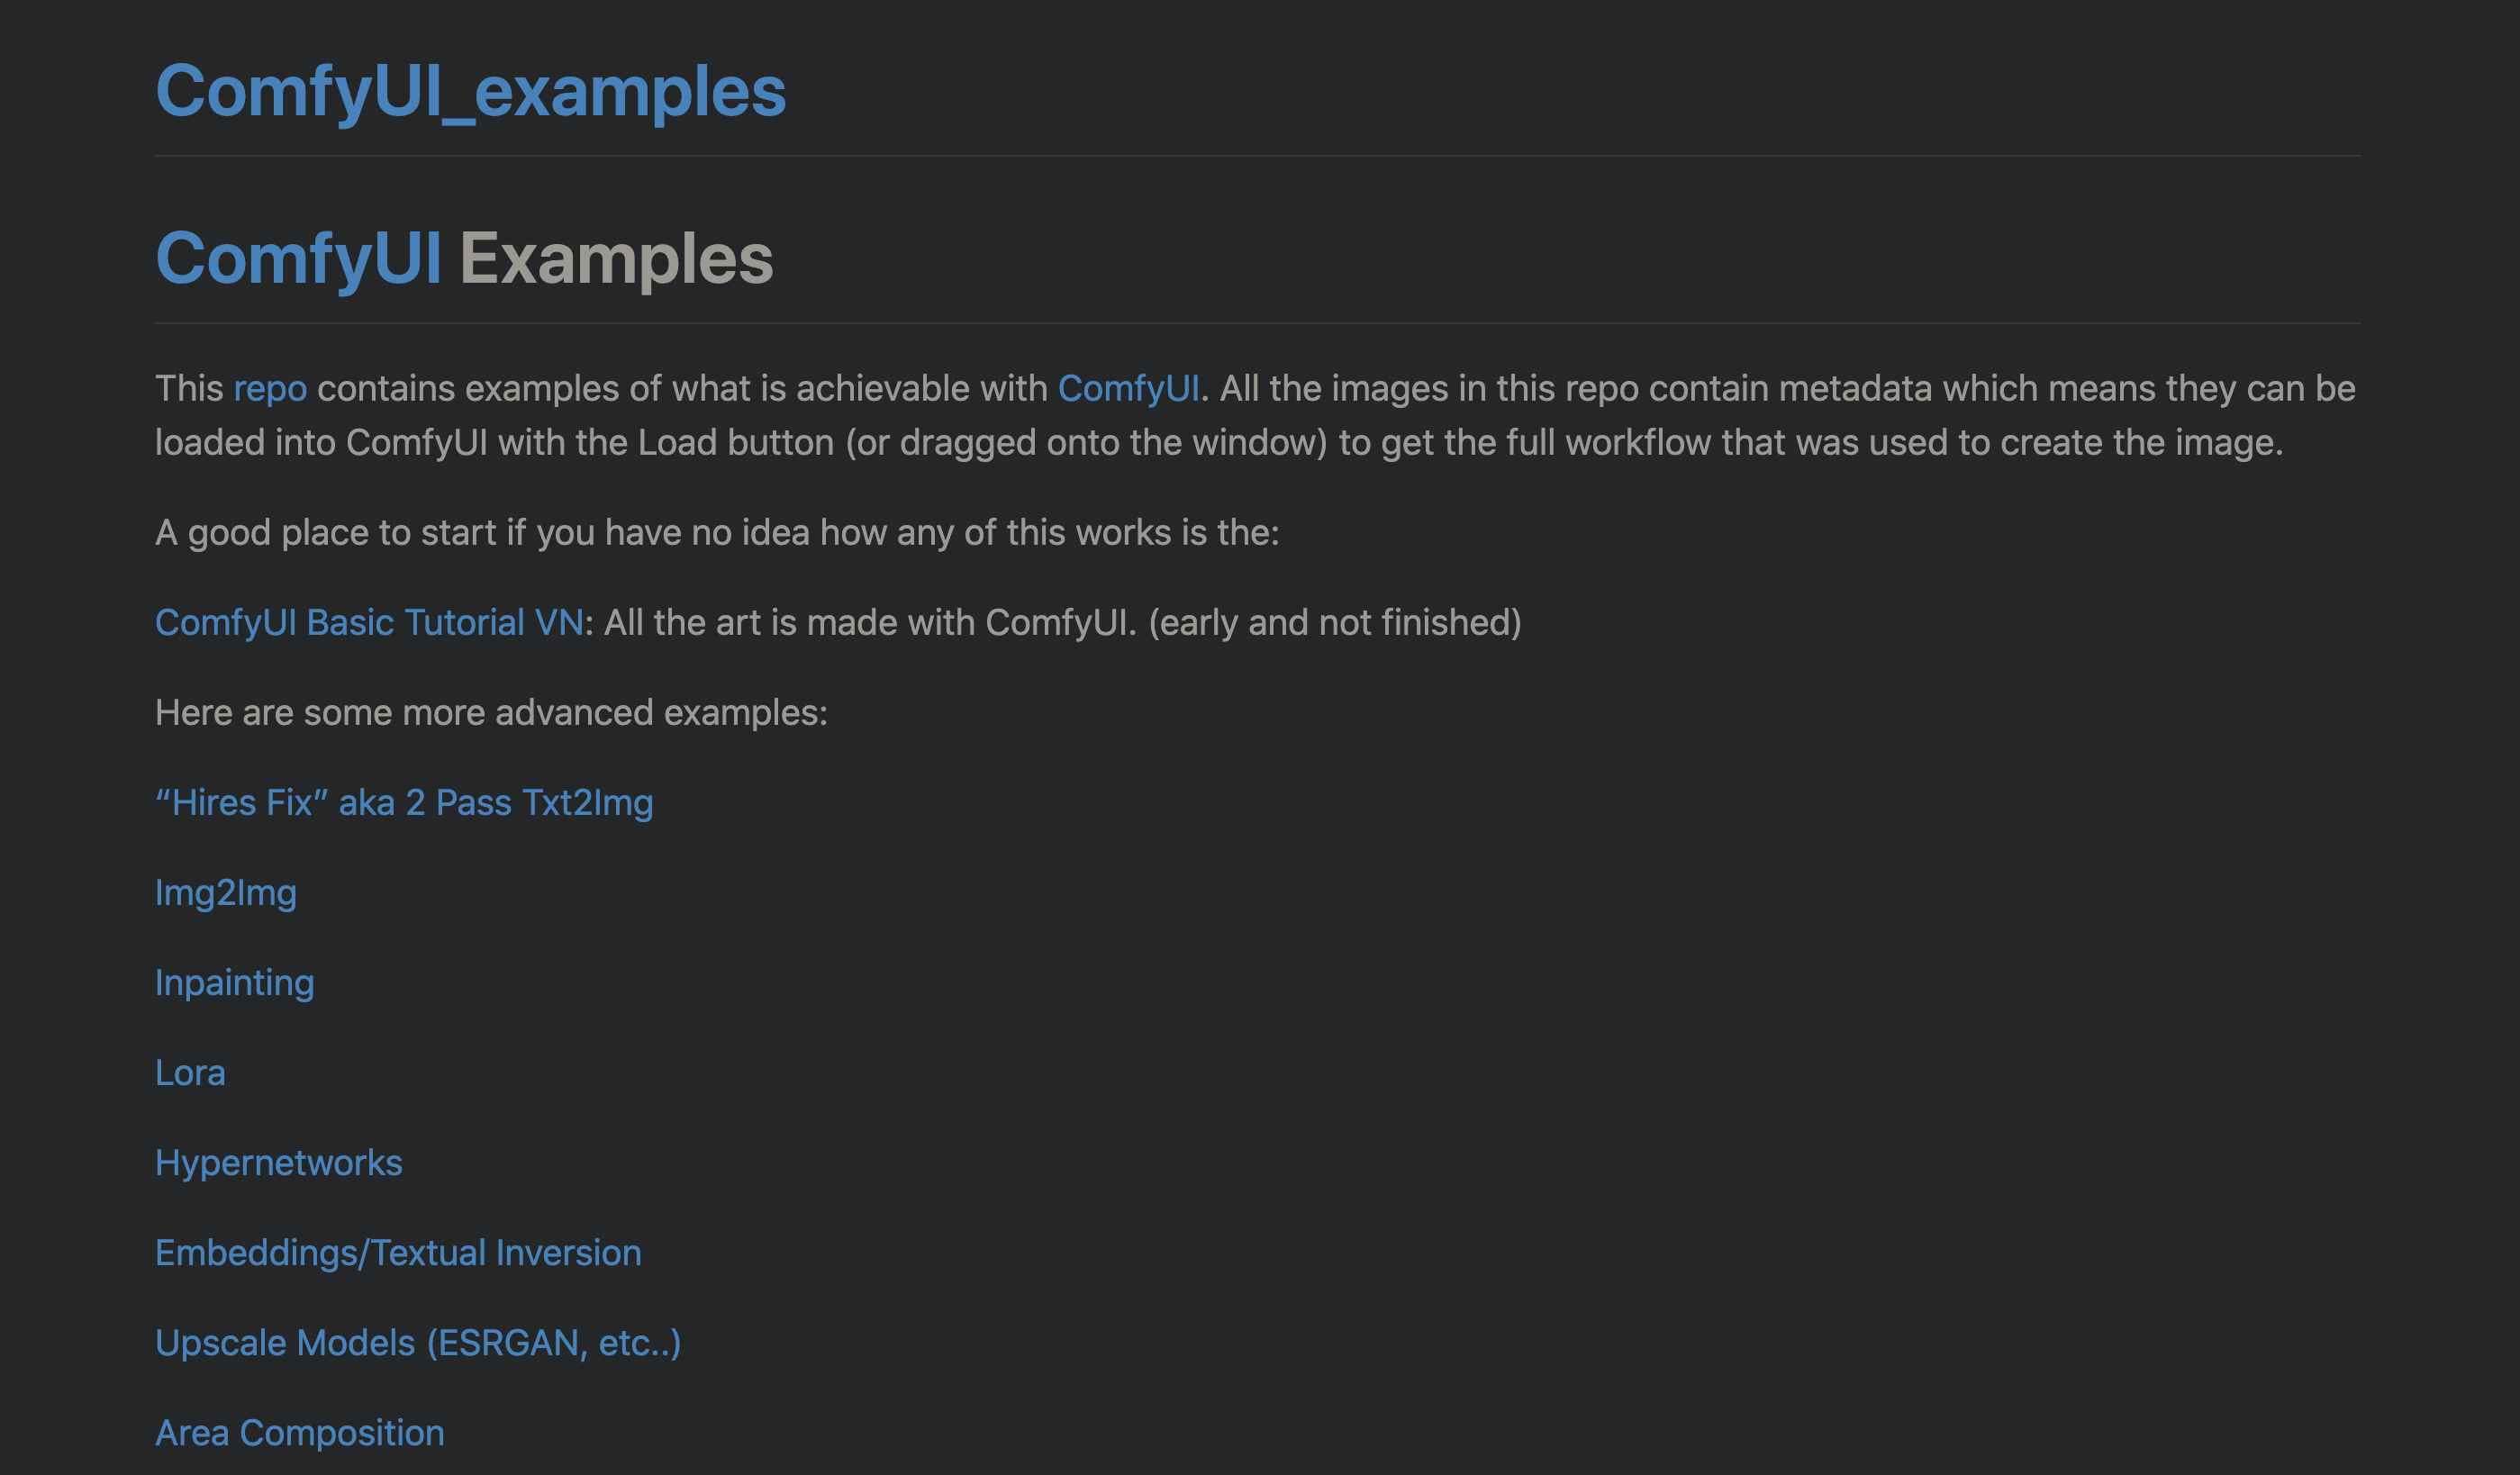 ComfyUI_examples
ComfyUI Examples
This repo contains examples of what is achievable with ComfyUI. All the images in this repo contain metadata which means they can be
loaded into ComfyUI with the Load button (or dragged onto the window) to get the full workflow that was used to create the image.
A good place to start if you have no idea how any of this works is the:
ComfyUI Basic Tutorial VN: All the art is made with ComfyUI. (early and not finished)
Here are some more advanced examples:
“Hires Fix” aka 2 Pass Txt2Img
Img2Img
Inpainting
Lora
Hypernetworks
Embeddings/Textual Inversion
Upscale Models (ESRGAN, etc..)
Area Composition